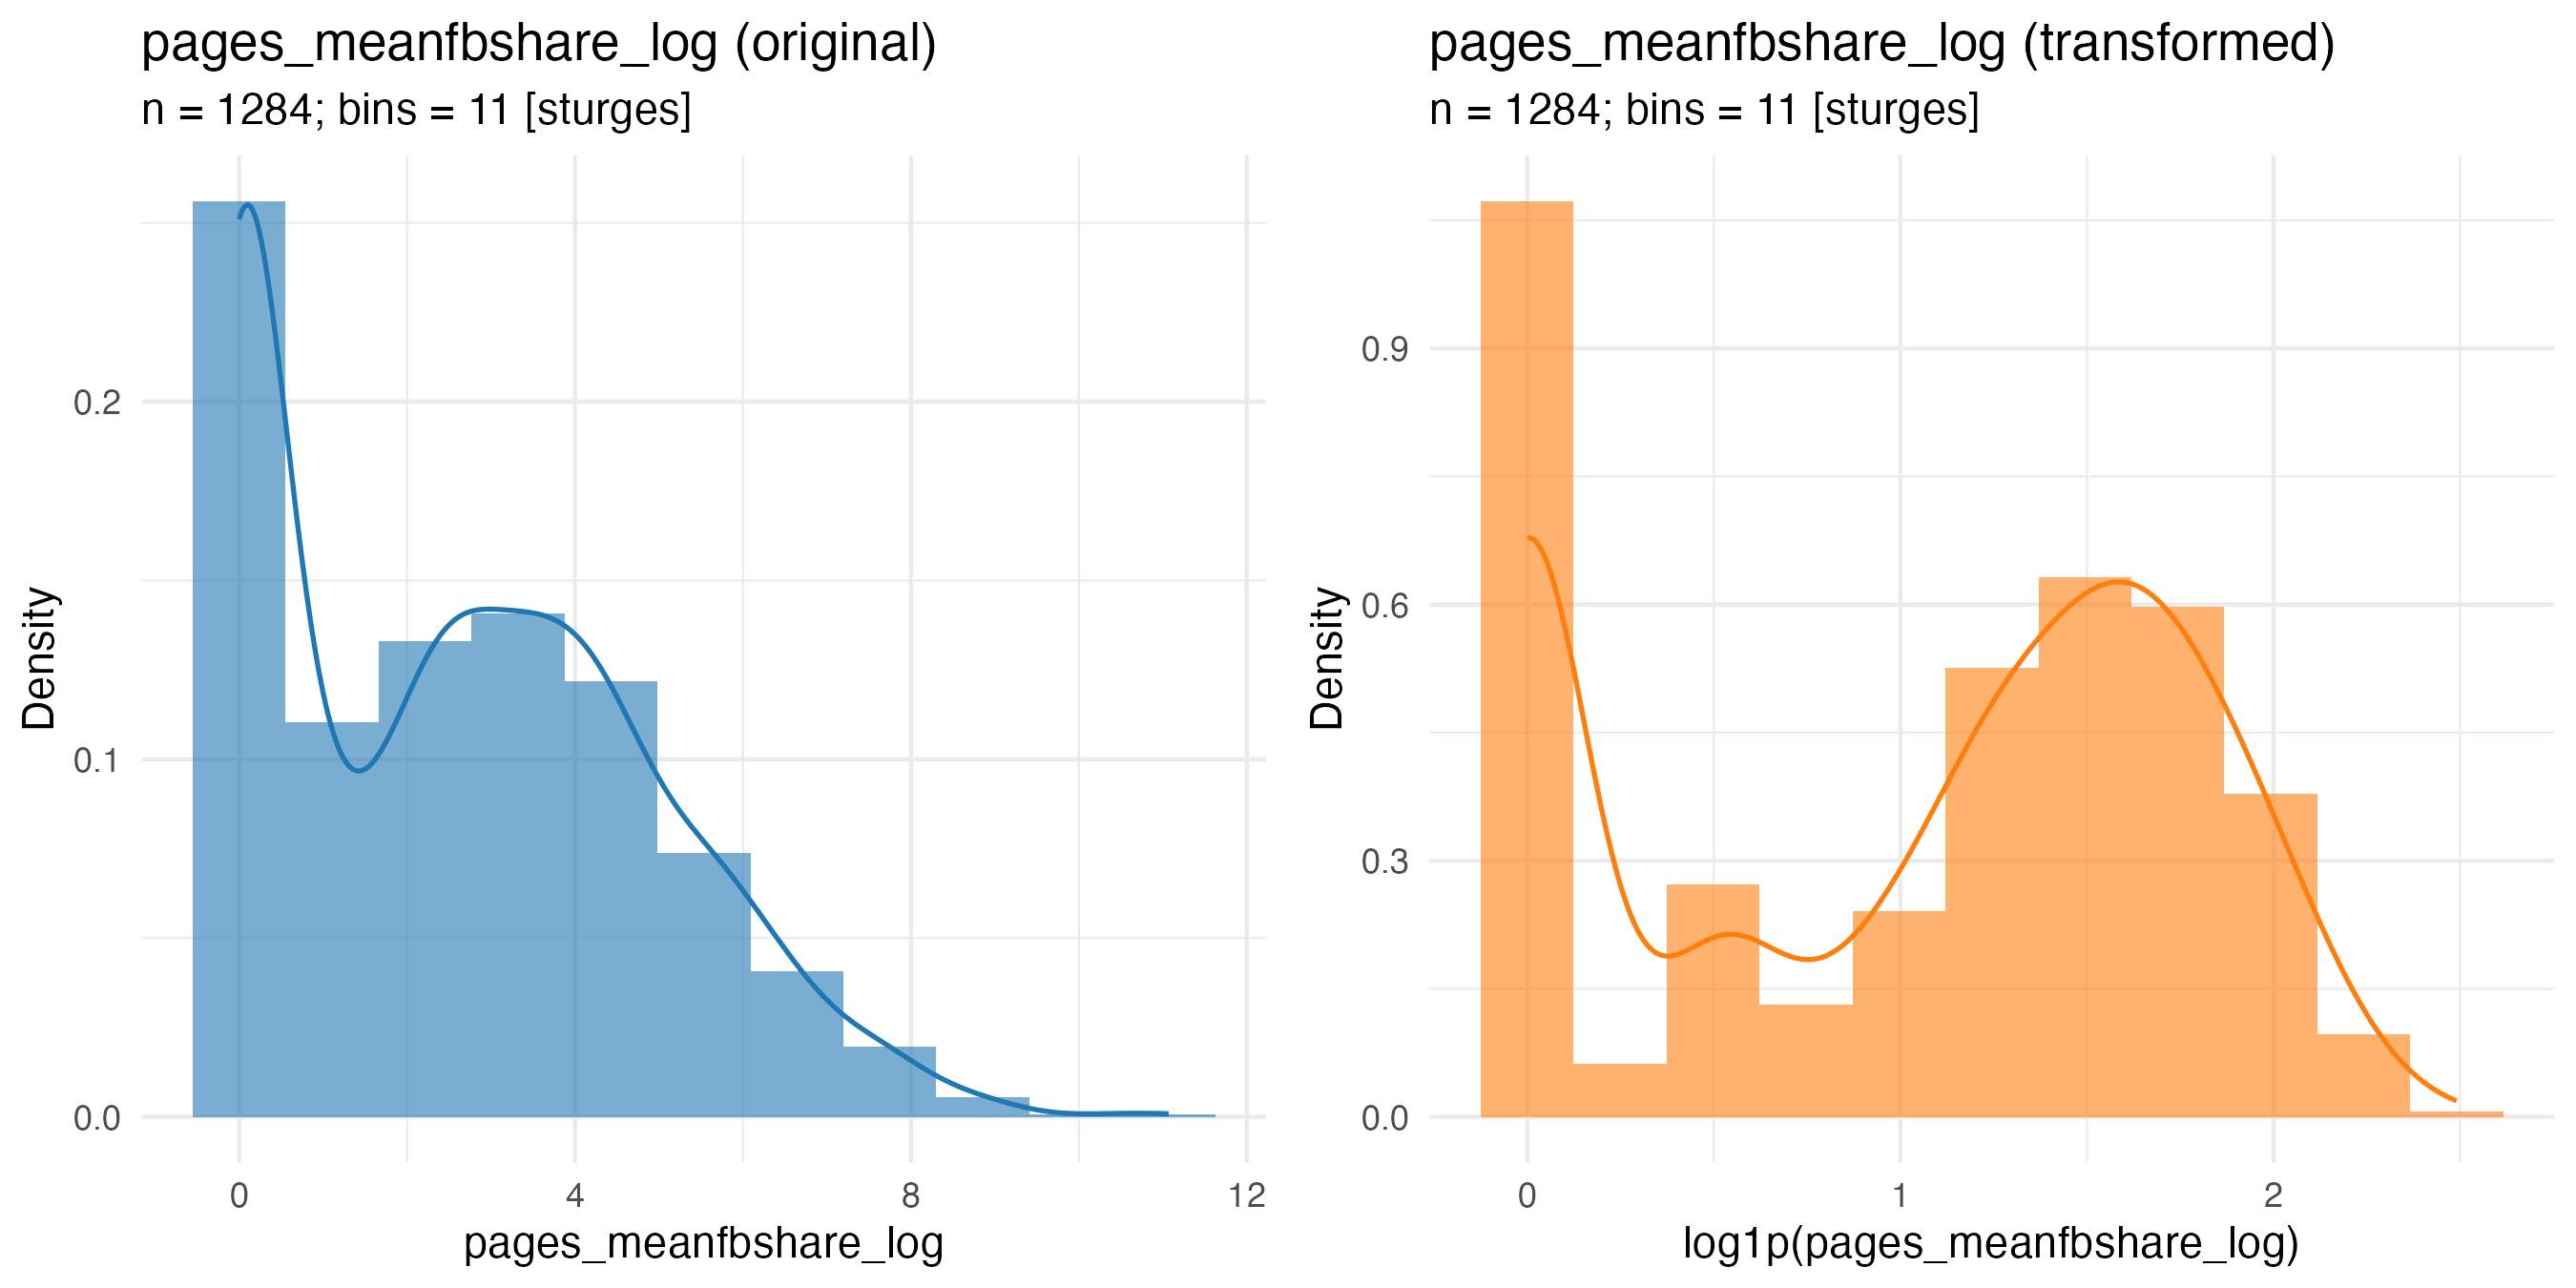 pages_meanfbshare_log (original)
n = 1284; bins = 11 [sturges]
Density
0.2
0.1
0.0
0
4
8
12
pages_meanfbshare_log
pages_meanfbshare_log (transformed)
n = 1284; bins = 11 [sturges]
Density
0.9
0.6
0.3
0.0
0
1
2
log1p(pages_meanfbshare_log)